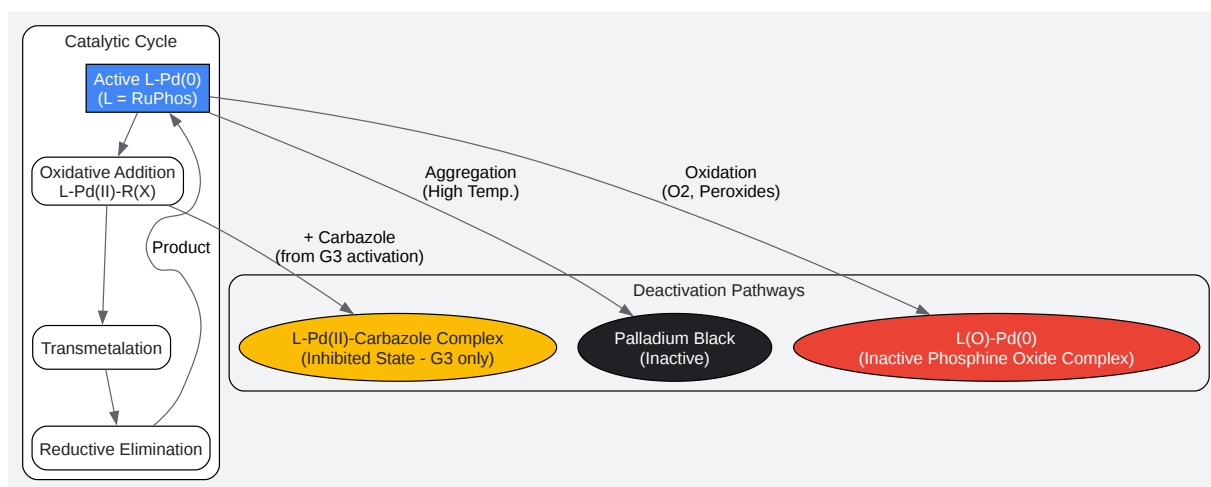 Catalytic Cycle
Active L-Pd(0)
(L = RuPhos)
Oxidative Addition
L-Pd(II)-R(X)
Aggregation
(High Temp.)
Oxidation
(O2, Peroxides)
+ Carbazole
(from G3 activation)
Product
Deactivation Pathways
L-Pd(II)-Carbazole Complex
(Inhibited State - G3 only)
Palladium Black
(Inactive)
L(O)-Pd(0)
(Inactive Phosphine Oxide Complex)
Transmetalation
Reductive Elimination